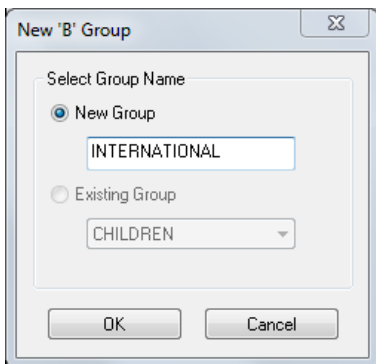 New 'B' Group
Select Group Name
New Group
INTERNATIONAL
Existing Group
CHILDREN
OK Cancel